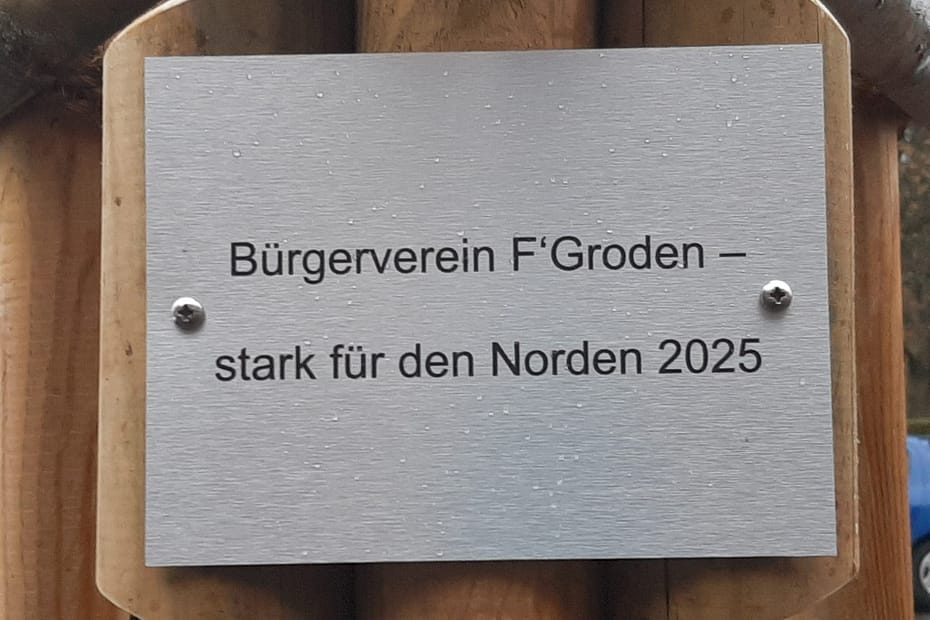 Bürgerverein F‘Groden –
stark für den Norden 2025